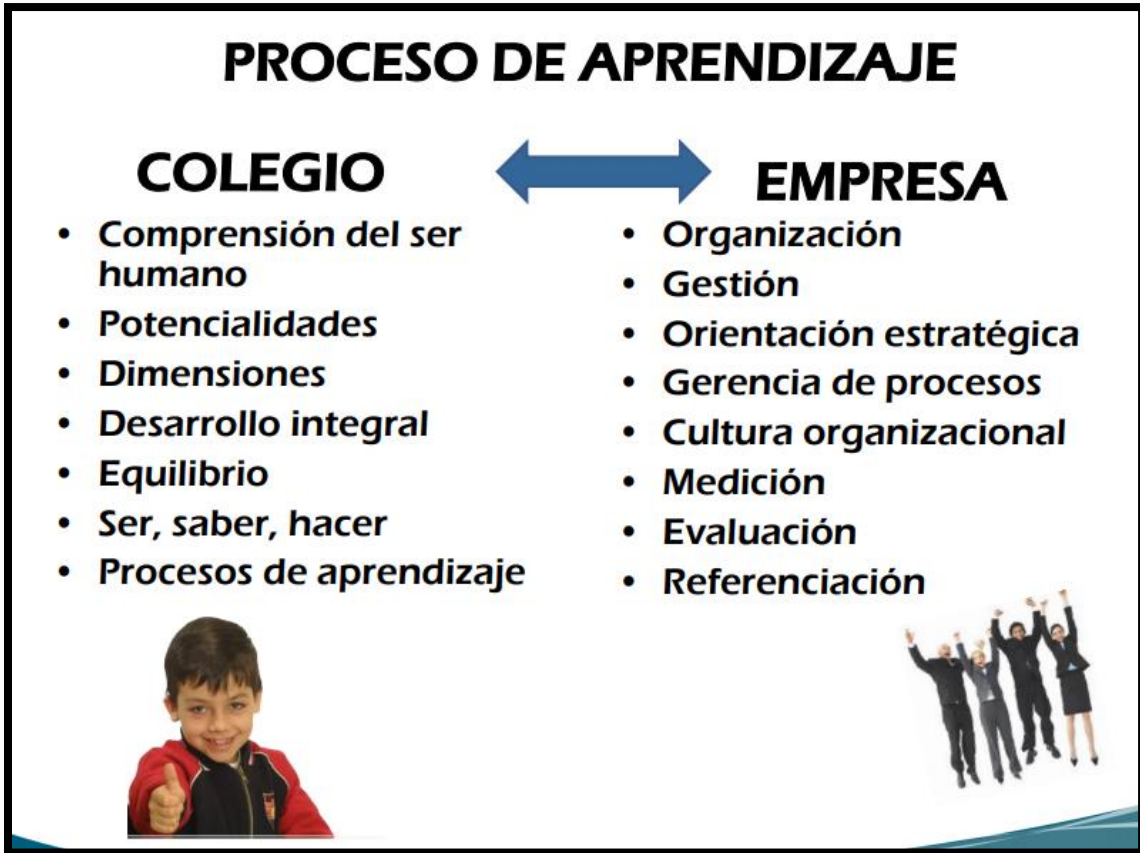 PROCESO DE APRENDIZAJE
COLEGIO
• Comprensión del ser
humano
• Potencialidades
• Dimensiones
• Desarrollo integral
• Equilibrio
• Ser, saber, hacer
• Procesos de aprendizaje
EMPRESA
• Organización
• Gestión
• Orientación estratégica
• Gerencia de procesos
• Cultura organizacional
• Medición
• Evaluación
• Referenciación